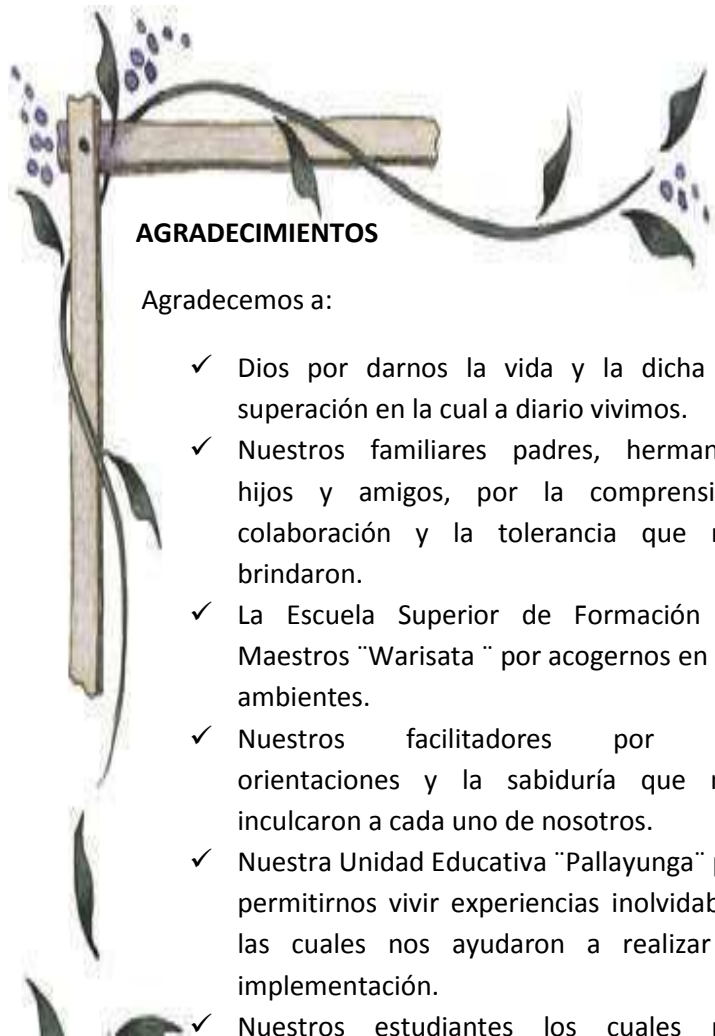 AGRADECIMIENTOS
Agradecemos a:
✓ Dios por darnos la vida y la dicha
superación en la cual a diario vivimos.
✓ Nuestros familiares padres,
hijos y amigos, por la
colaboración y la tolerancia que
brindaron.
✓ La Escuela Superior de Formación
Maestros ¨Warisata ¨ por acogernos en
ambientes.
✓ Nuestros facilitadores por
orientaciones y la sabiduría que
inculcaron a cada uno de nosotros.
✓ Nuestra Unidad Educativa ¨Pallayunga¨
permitirnos vivir experiencias
las cuales nos ayudaron a realizar
implementación.
✓ Nuestros estudiantes los cuales